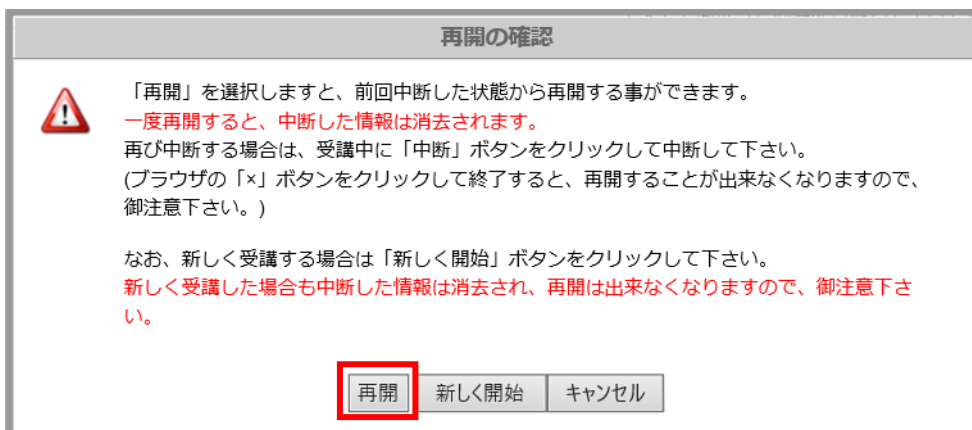 再開の確認
「再開」を選択しますと、前回中断した状態から再開する事ができます。
一度再開すると、中断した情報は消去されます。
再び中断する場合は、受講中に「中断」ボタンをクリックして中断して下さい。
(ブラウザの「×」ボタンをクリックして終了すると、再開することが出来なくなりますので、
御注意下さい。)
なお、新しく受講する場合は「新しく開始」ボタンをクリックして下さい。
新しく受講した場合も中断した情報は消去され、再開は出来なくなりますので、御注意下さ
い。
再開 新しく開始 キャンセル